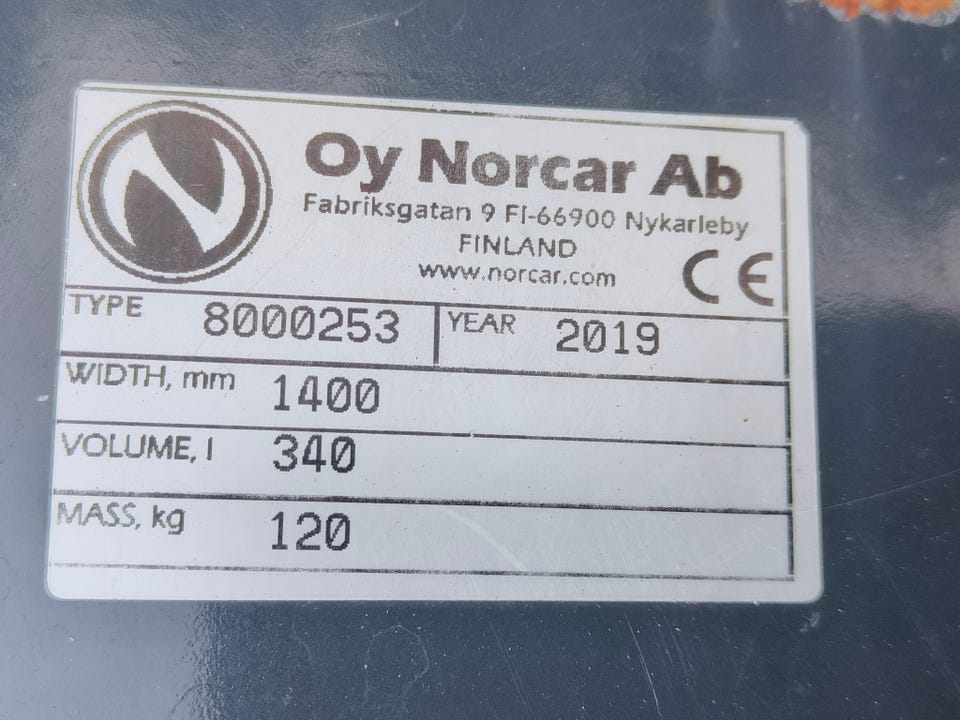 Oy Norcar Ab
Fabriksgatan 9 FI-66900 Nykarleby
FINLAND
www.norcar.com
CE
TYPE 8000253 YEAR 2019
WIDTH, mm 1400
VOLUME, l 340
MASS, kg 120